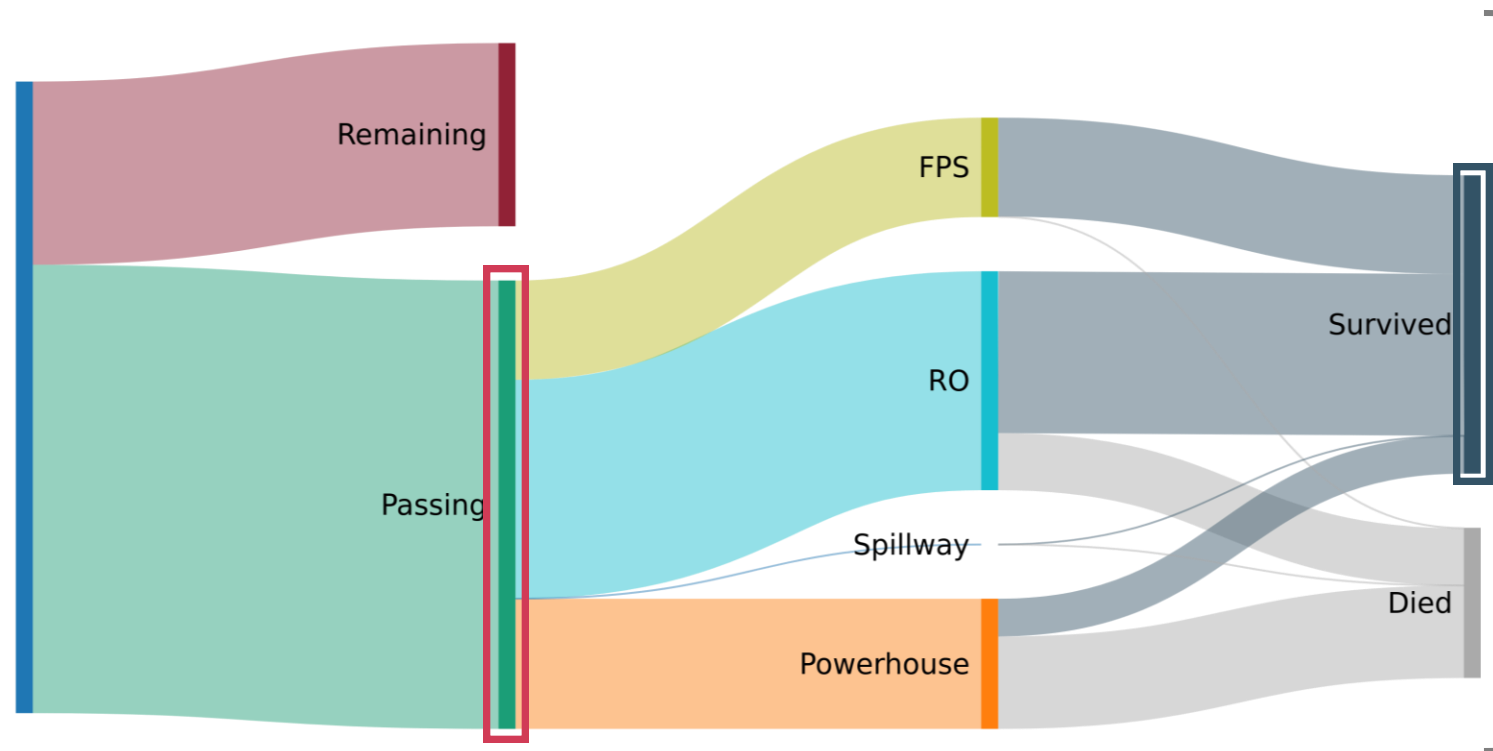 Remaining
FPS
Survived
RO
Passing
Spillway
Died
Powerhouse